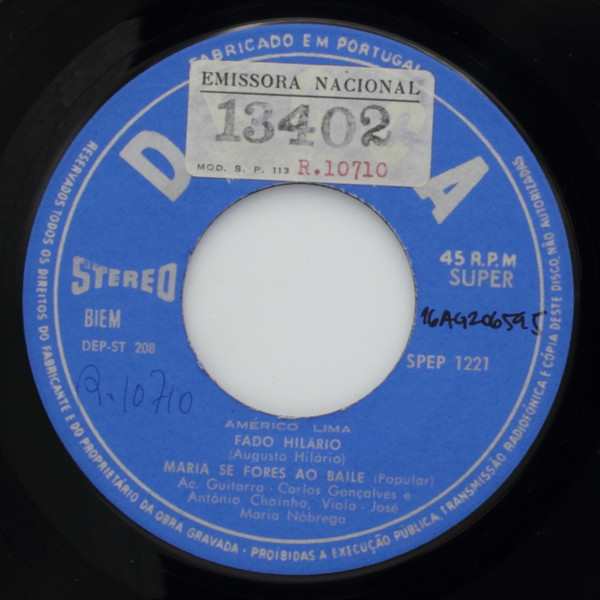 FABRICADO EM PORTUGAL
EMISSORA NACIONAL
13402
MOD. S. P. 113 R.10710
D A
STEREO
45 R.P.M
SUPER
BIEM
16AG206595
DEP-ST 208
SPEP 1221
R.10710
AMÉRICO LIMA
FADO HILÁRIO
(Augusto Hilário)
MARIA SE FORES AO BAILE (Popular)
Ac. Guitarra - Carlos Gonçalves e
António Chainho, Viola - José
Maria Nóbrega
RESERVADOS TODOS OS DIREITOS DO FABRICANTE E DO PROPRIETÁRIO DA OBRA GRAVADA - PROIBIDAS A EXECUÇÃO PUBLICA, TRANSMISSÃO RADIOFÓNICA E CÓPIA DESTE DISCO, NÃO AUTORIZADAS